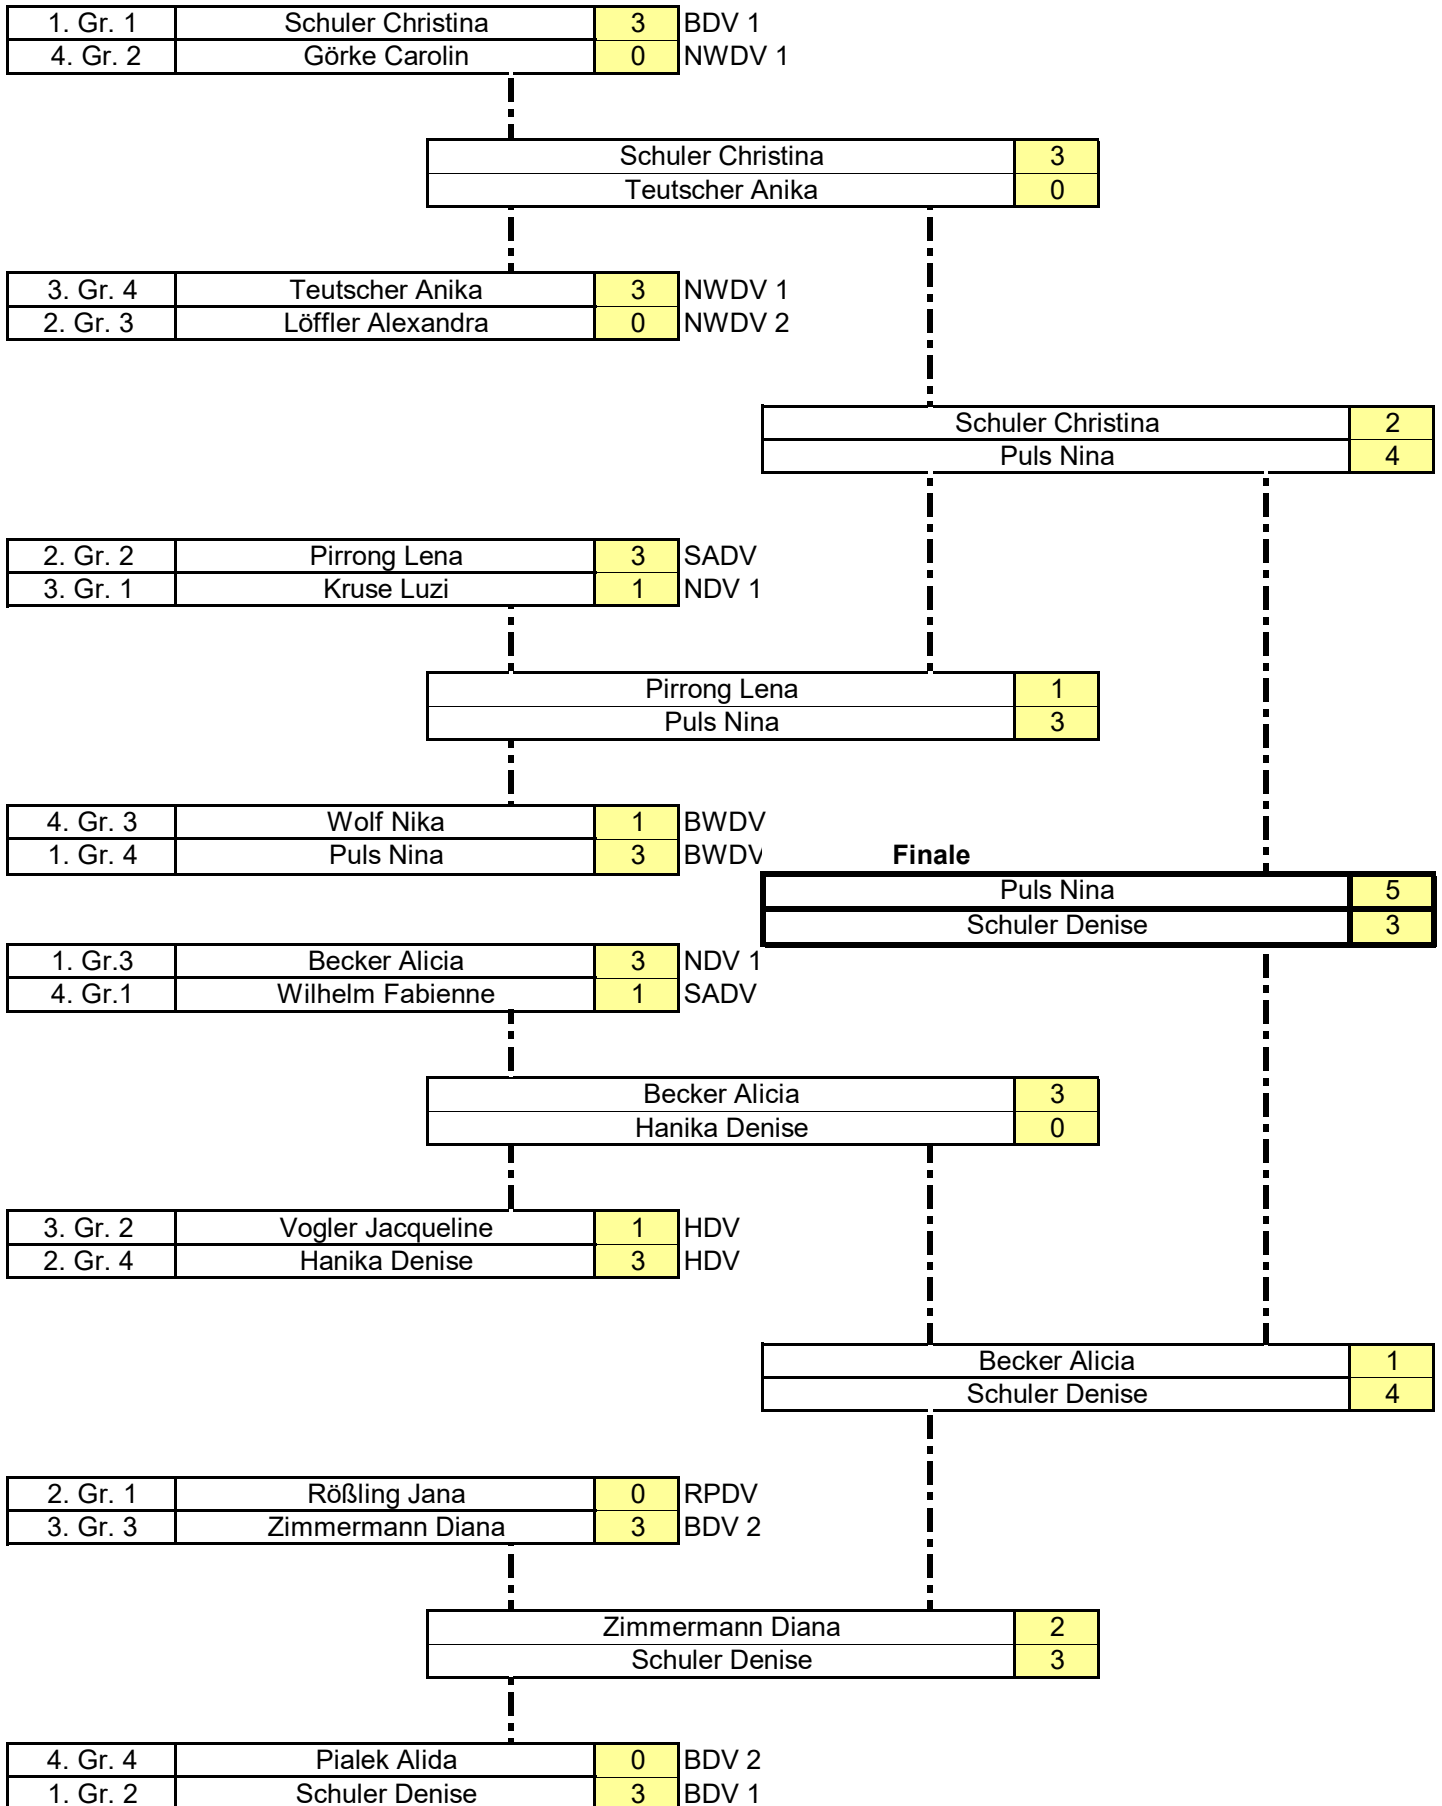 1. Gr. 1 Schuler Christina 3 BDV 1
4. Gr. 2 Görke Carolin 0 NWDV 1
Schuler Christina 3
Teutscher Anika 0
3. Gr. 4 Teutscher Anika 3 NWDV 1
2. Gr. 3 Löffler Alexandra 0 NWDV 2
Schuler Christina 2
Puls Nina 4
2. Gr. 2 Pirrong Lena 3 SADV
3. Gr. 1 Kruse Luzi 1 NDV 1
Pirrong Lena 1
Puls Nina 3
4. Gr. 3 Wolf Nika 1 BWDV
1. Gr. 4 Puls Nina 3 BWDV Finale
Puls Nina 5
Schuler Denise 3
1. Gr.3 Becker Alicia 3 NDV 1
4. Gr.1 Wilhelm Fabienne 1 SADV
Becker Alicia 3
Hanika Denise 0
3. Gr. 2 Vogler Jacqueline 1 HDV
2. Gr. 4 Hanika Denise 3 HDV
Becker Alicia 1
Schuler Denise 4
2. Gr. 1 Rößling Jana 0 RPDV
3. Gr. 3 Zimmermann Diana 3 BDV 2
Zimmermann Diana 2
Schuler Denise 3
4. Gr. 4 Pialek Alida 0 BDV 2
1. Gr. 2 Schuler Denise 3 BDV 1